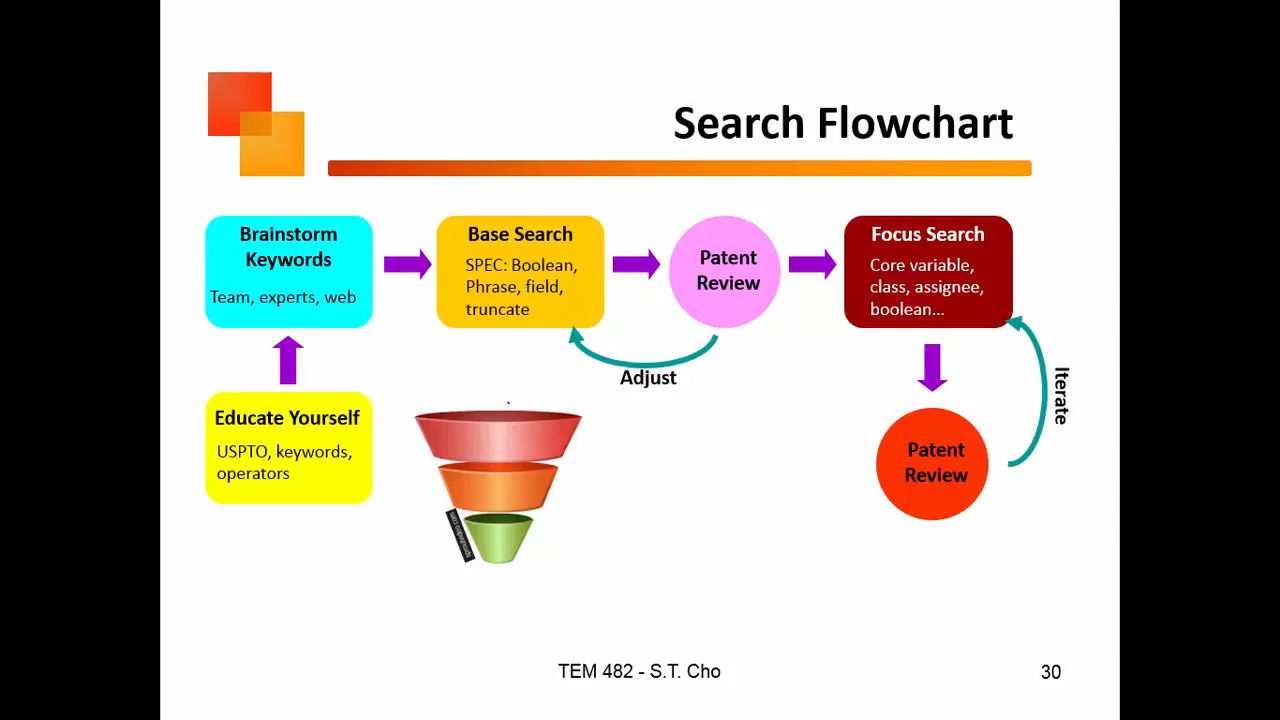 Search Flowchart
Brainstorm
Keywords
Team, experts, web
Base Search
SPEC: Boolean,
Phrase, field,
truncate
Patent
Review
Focus Search
Core variable,
class, assignee,
boolean...
Adjust
Iterate
Educate Yourself
USPTO, keywords,
operators
Patent
Review
TEM 482 - S.T. Cho
30